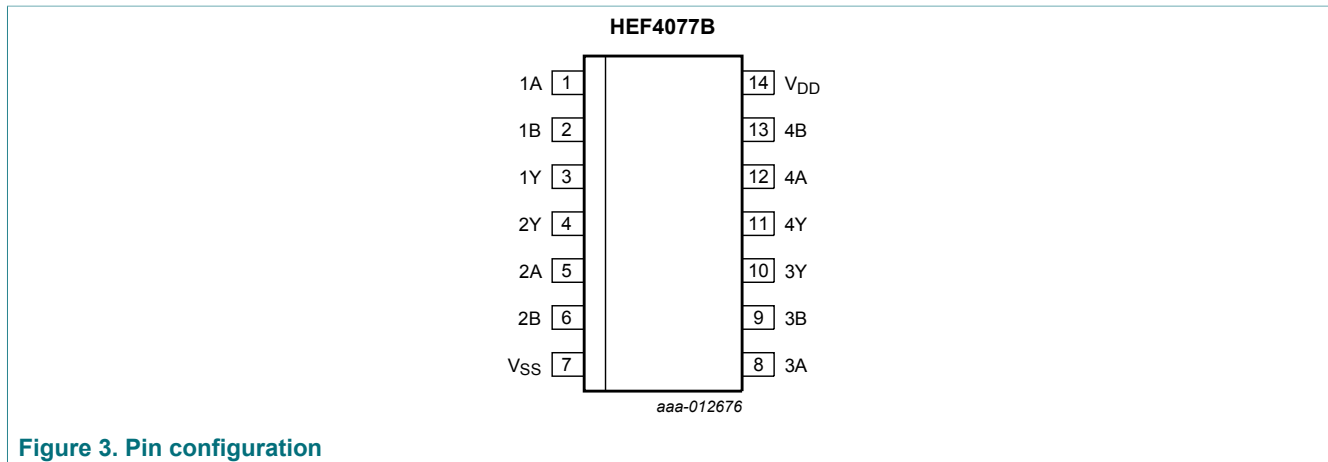 HEF4077B
1A 1 14 VDD
1B 2 13 4B
1Y 3 12 4A
2Y 4 11 4Y
2A 5 10 3Y
2B 6 9 3B
VSS 7 8 3A
aaa-012676
Figure 3. Pin configuration